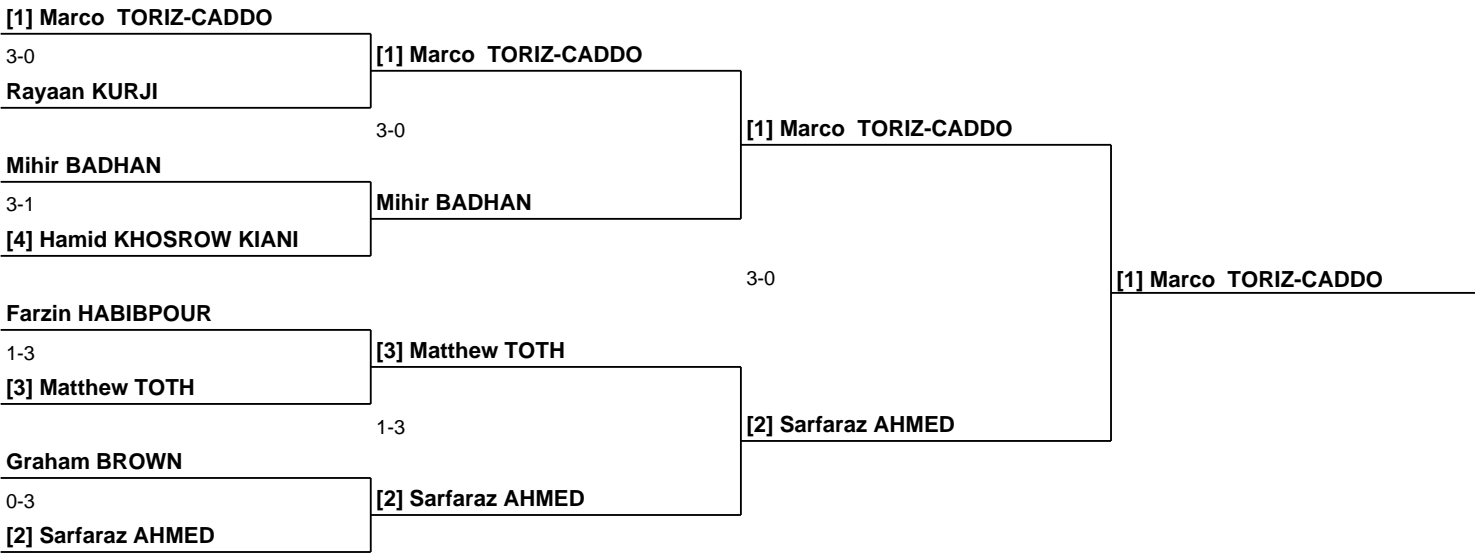 [1] Marco  TORIZ-CADDO
3-0
[1] Marco  TORIZ-CADDO
Rayaan KURJI
3-0
[1] Marco  TORIZ-CADDO
Mihir BADHAN
3-1
Mihir BADHAN
[4] Hamid KHOSROW KIANI
3-0
[1] Marco  TORIZ-CADDO
Farzin HABIBPOUR
1-3
[3] Matthew TOTH
[3] Matthew TOTH
1-3
[2] Sarfaraz AHMED
Graham BROWN
0-3
[2] Sarfaraz AHMED
[2] Sarfaraz AHMED